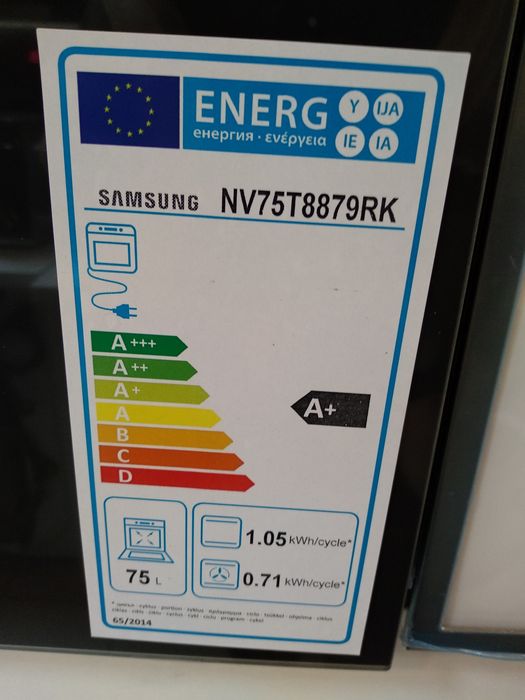 ENERG Y IJA
енергия · ενέργεια IE IA
SAMSUNG NV75T8879RK
A+++
A++
A+
A
A+
B
C
D
1.05 kWh/cycle*
75 L
0.71 kWh/cycle*
65/2014